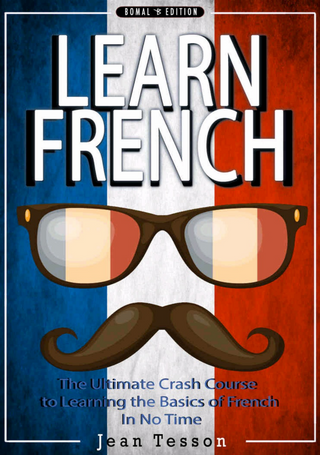 BOMAL EDITION
LEARN
FRENCH
The Ultimate Crash Course
to Learning the Basics of French
In No Time
Jean Tesson